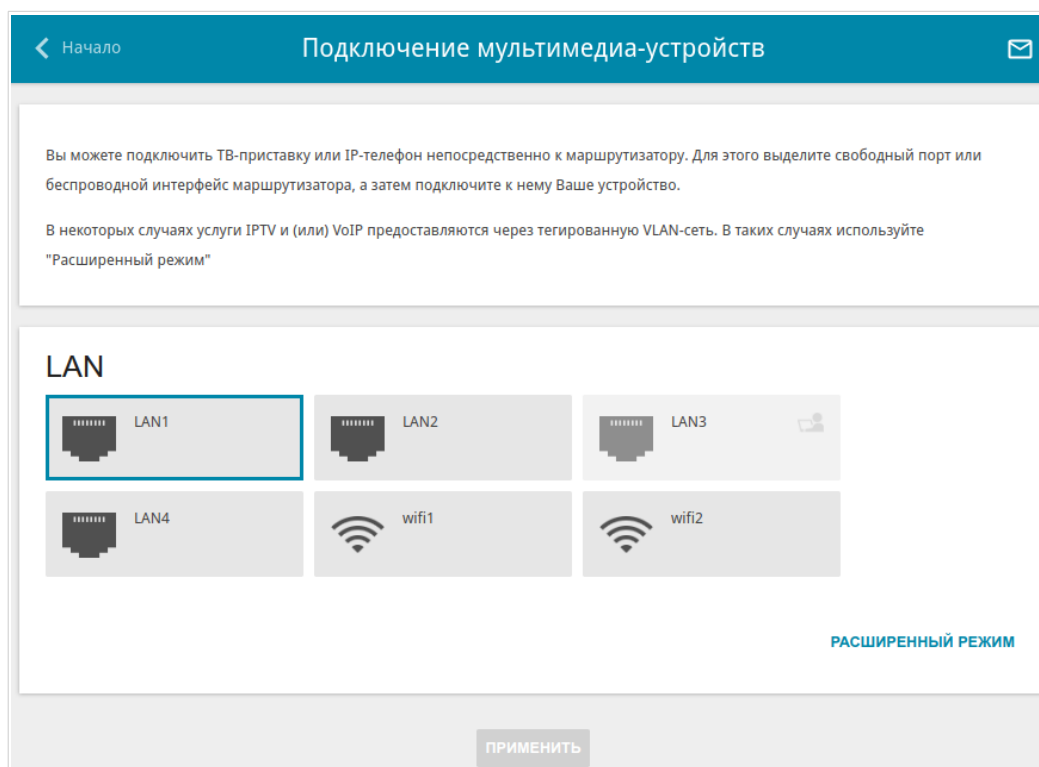 Начало
Подключение мультимедиа-устройств
Вы можете подключить ТВ-приставку или IP-телефон непосредственно к маршрутизатору. Для этого выделите свободный порт или
беспроводной интерфейс маршрутизатора, а затем подключите к нему Ваше устройство.
В некоторых случаях услуги IPTV и (или) VoIP предоставляются через тегированную VLAN-сеть. В таких случаях используйте
"Расширенный режим"
LAN
LAN1
LAN2
LAN3
LAN4
wifi1
wifi2
РАСШИРЕННЫЙ РЕЖИМ
ПРИМЕНИТЬ